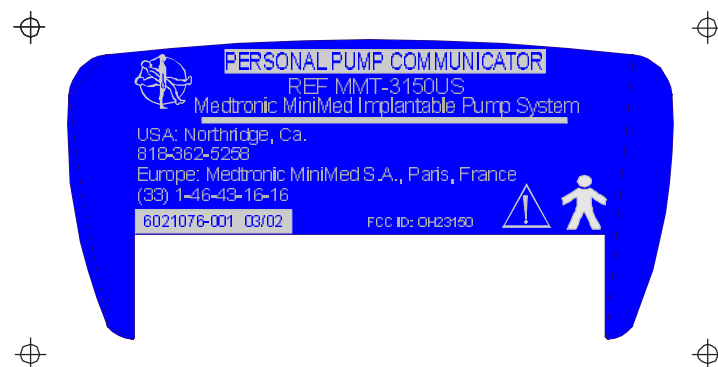 PERSONAL PUMP COMMUNICATOR
REF MMT-3150US
Medtronic MiniMed Implantable Pump System
USA: Northridge, Ca.
818-362-5258
Europe: Medtronic MiniMed S.A., Paris, France
(33) 1-46-43-16-16
6021076-001 03/02 FCC ID: OH23150